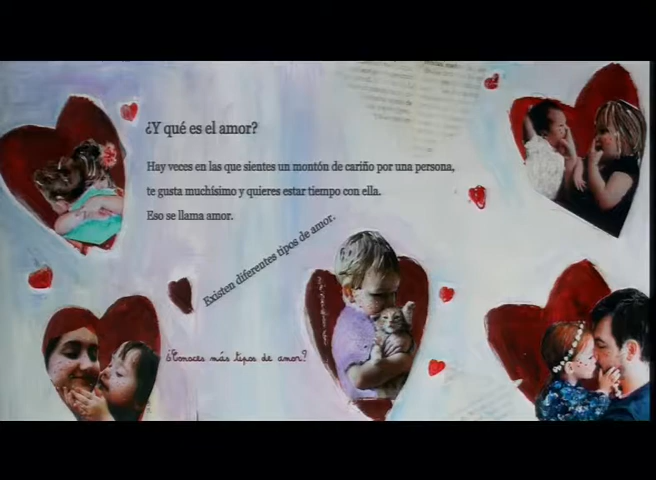 ¿Y qué es el amor?
Hay veces en las que sientes un montón de cariño por una persona,
te gusta muchísimo y quieres estar tiempo con ella.
Eso se llama amor.
Existen diferentes tipos de amor.
¿Conoces más tipos de amor?